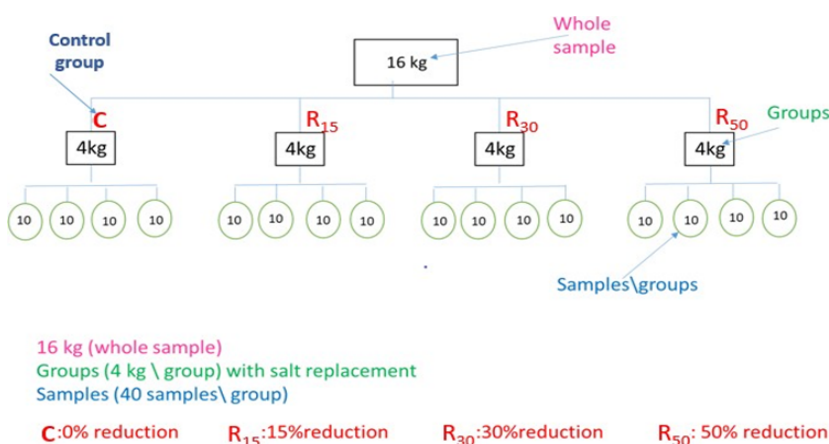 Whole
sample
Control
group
16 kg
C R15 R30 R50
Groups
4kg 4kg 4kg 4kg
10 10 10 10 10 10 10 10 10 10 10 10 10 10 10 10
Samples\groups
16 kg (whole sample)
Groups (4 kg \ group) with salt replacement
Samples (40 samples\ group)
C:0% reduction R15:15%reduction R30:30%reduction R50: 50% reduction